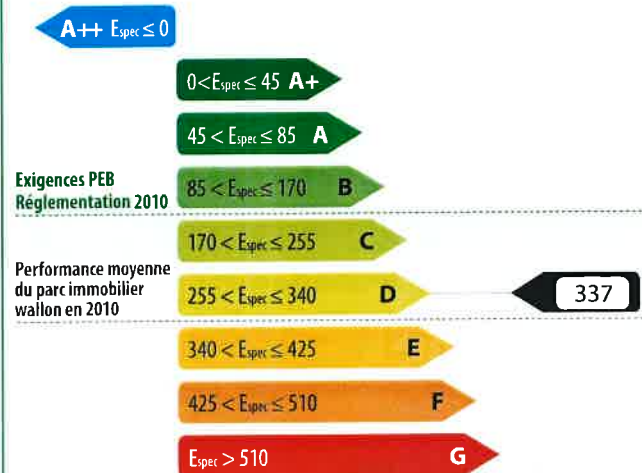 A++ Espec ≤ 0
0<Espec ≤ 45 A+
45 < Espec ≤ 85 A
Exigences PEB
Réglementation 2010
85 < Espec ≤ 170 B
170 < Espec ≤ 255 C
Performance moyenne
du parc immobilier
wallon en 2010
255 < Espec ≤ 340 D
337
340 < Espec ≤ 425 E
425 < Espec ≤ 510 F
Espec > 510 G